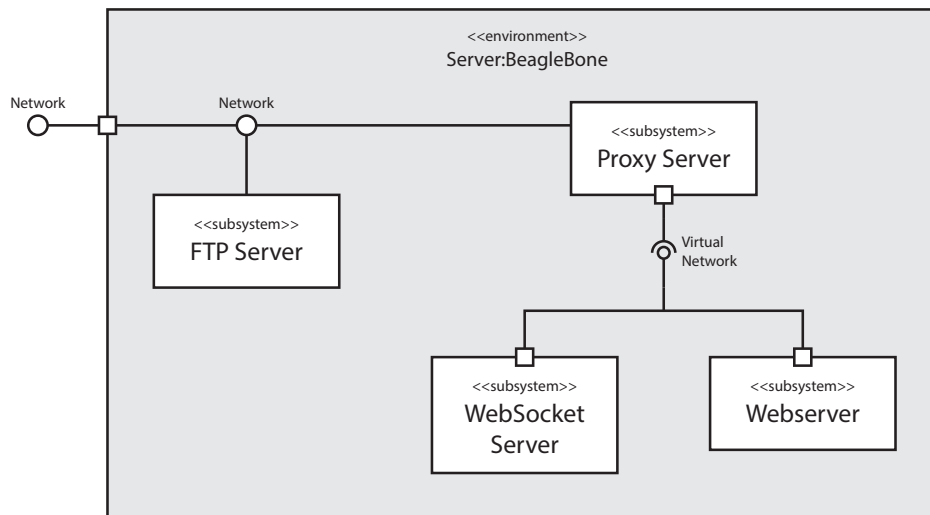 <<environment>>
Server:BeagleBone
Network
Network
<<subsystem>>
Proxy Server
<<subsystem>>
FTP Server
Virtual
Network
<<subsystem>>
WebSocket
Server
<<subsystem>>
Webserver